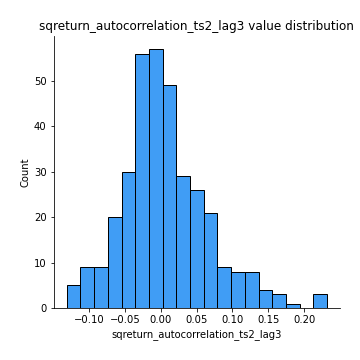 sqreturn_autocorrelation_ts2_lag3 value distribution
Count
50
40
30
20
10
0
−0.10 −0.05 0.00 0.05 0.10 0.15 0.20
sqreturn_autocorrelation_ts2_lag3